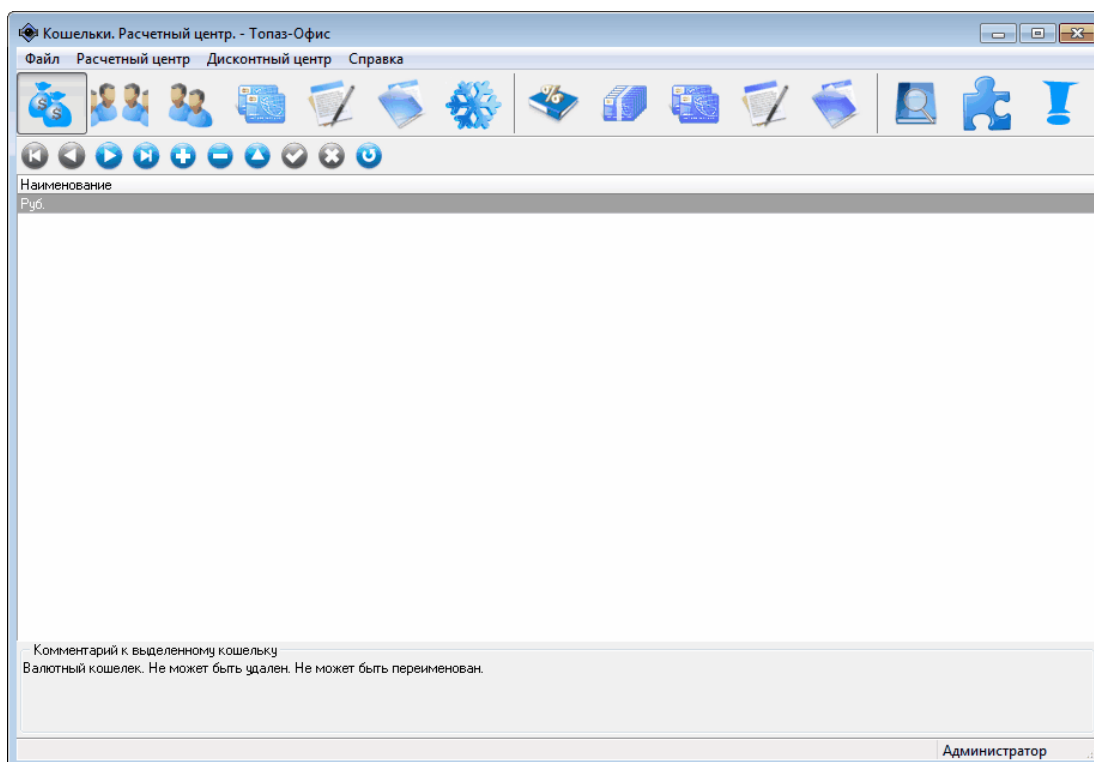 Кошельки. Расчетный центр. - Топаз-Офис
Файл Расчетный центр Дисконтный центр Справка
Наименование
Руб.
Комментарий к выделенному кошельку
Валютный кошелек. Не может быть удален. Не может быть переименован.
Администратор